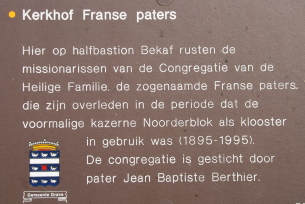 Kerkhof Franse paters
Hier op halfbastion Bekaf rusten de
missionarissen van de Congregatie van de
Heilige Familie, de zogenaamde Franse paters,
die zijn overleden in de periode dat de
voormalige kazerne Noorderblok als klooster
in gebruik was (1895-1995).
De congregatie is gesticht door
pater Jean Baptiste Berthier.
Gemeente Grave